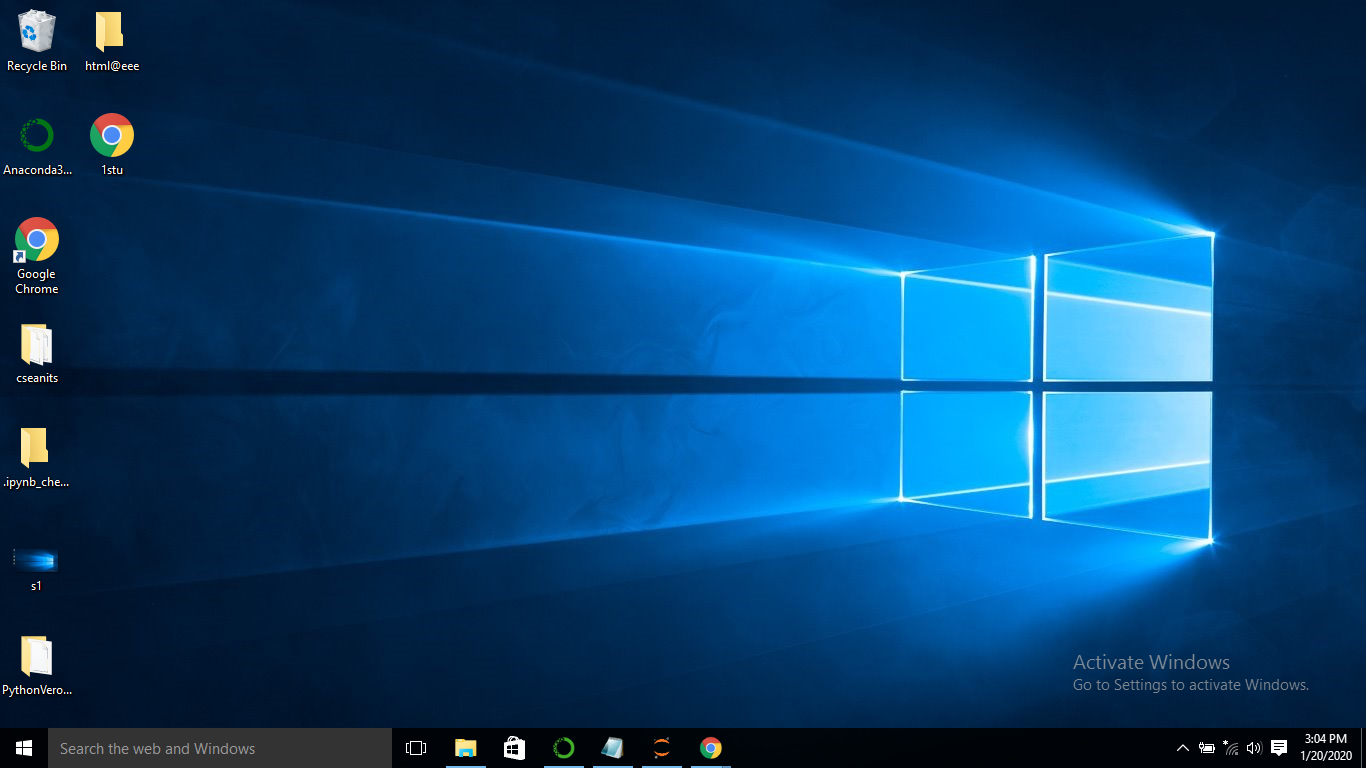 Recycle Bin
html@eee
Anaconda3...
1stu
Google
Chrome
cseanits
.ipynb_che...
s1
PythonVero...
Activate Windows
Go to Settings to activate Windows.
Search the web and Windows
3:04 PM
1/20/2020